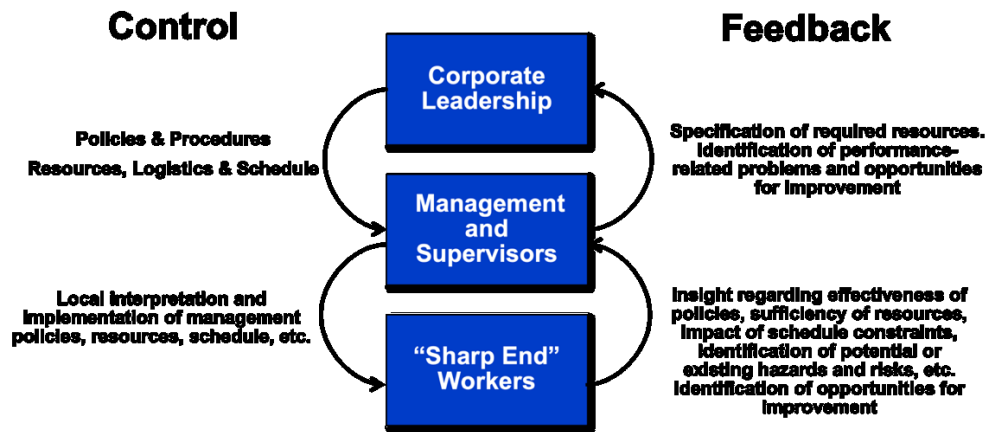 Control
Feedback
Corporate
Leadership
Policies & Procedures
Resources, Logistics & Schedule
Specification of required resources.
Identification of performance-
related problems and opportunities
for improvement
Management
and
Supervisors
Local interpretation and
implementation of management
policies, resources, schedule, etc.
Insight regarding effectiveness of
policies, sufficiency of resources,
impact of schedule constraints,
identification of potential or
existing hazards and risks, etc.
Identification of opportunities for
improvement
“Sharp End”
Workers